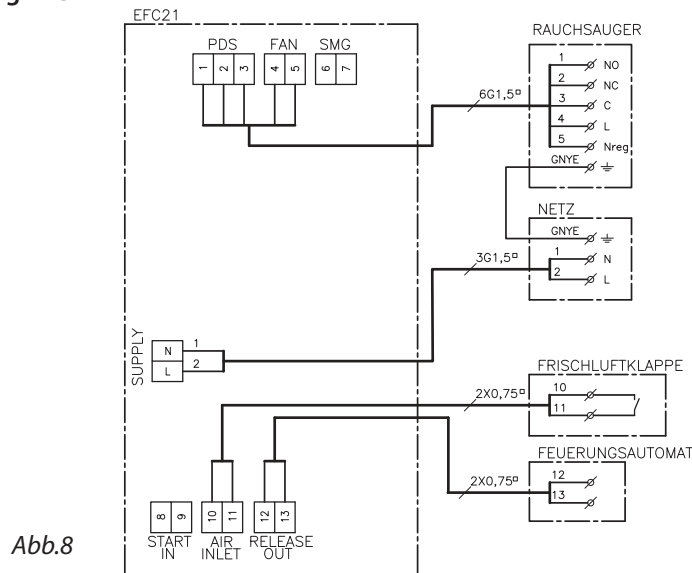 EFC21
PDS FAN SMG
1 2 3 4 5 6 7
RAUCHSAUGER
1 NO
2 NC
6G1,5▫
3 C
4 L
5 Nreg
GNYE
NETZ
GNYE
3G1,5▫
1 N
2 L
SUPPLY
N 1
L 2
FRISCHLUFTKLAPPE
2X0,75▫
10
11
FEUERUNGSAUTOMAT
2X0,75▫
12
13
8 9 10 11 12 13
START IN
AIR INLET
RELEASE OUT
Abb.8